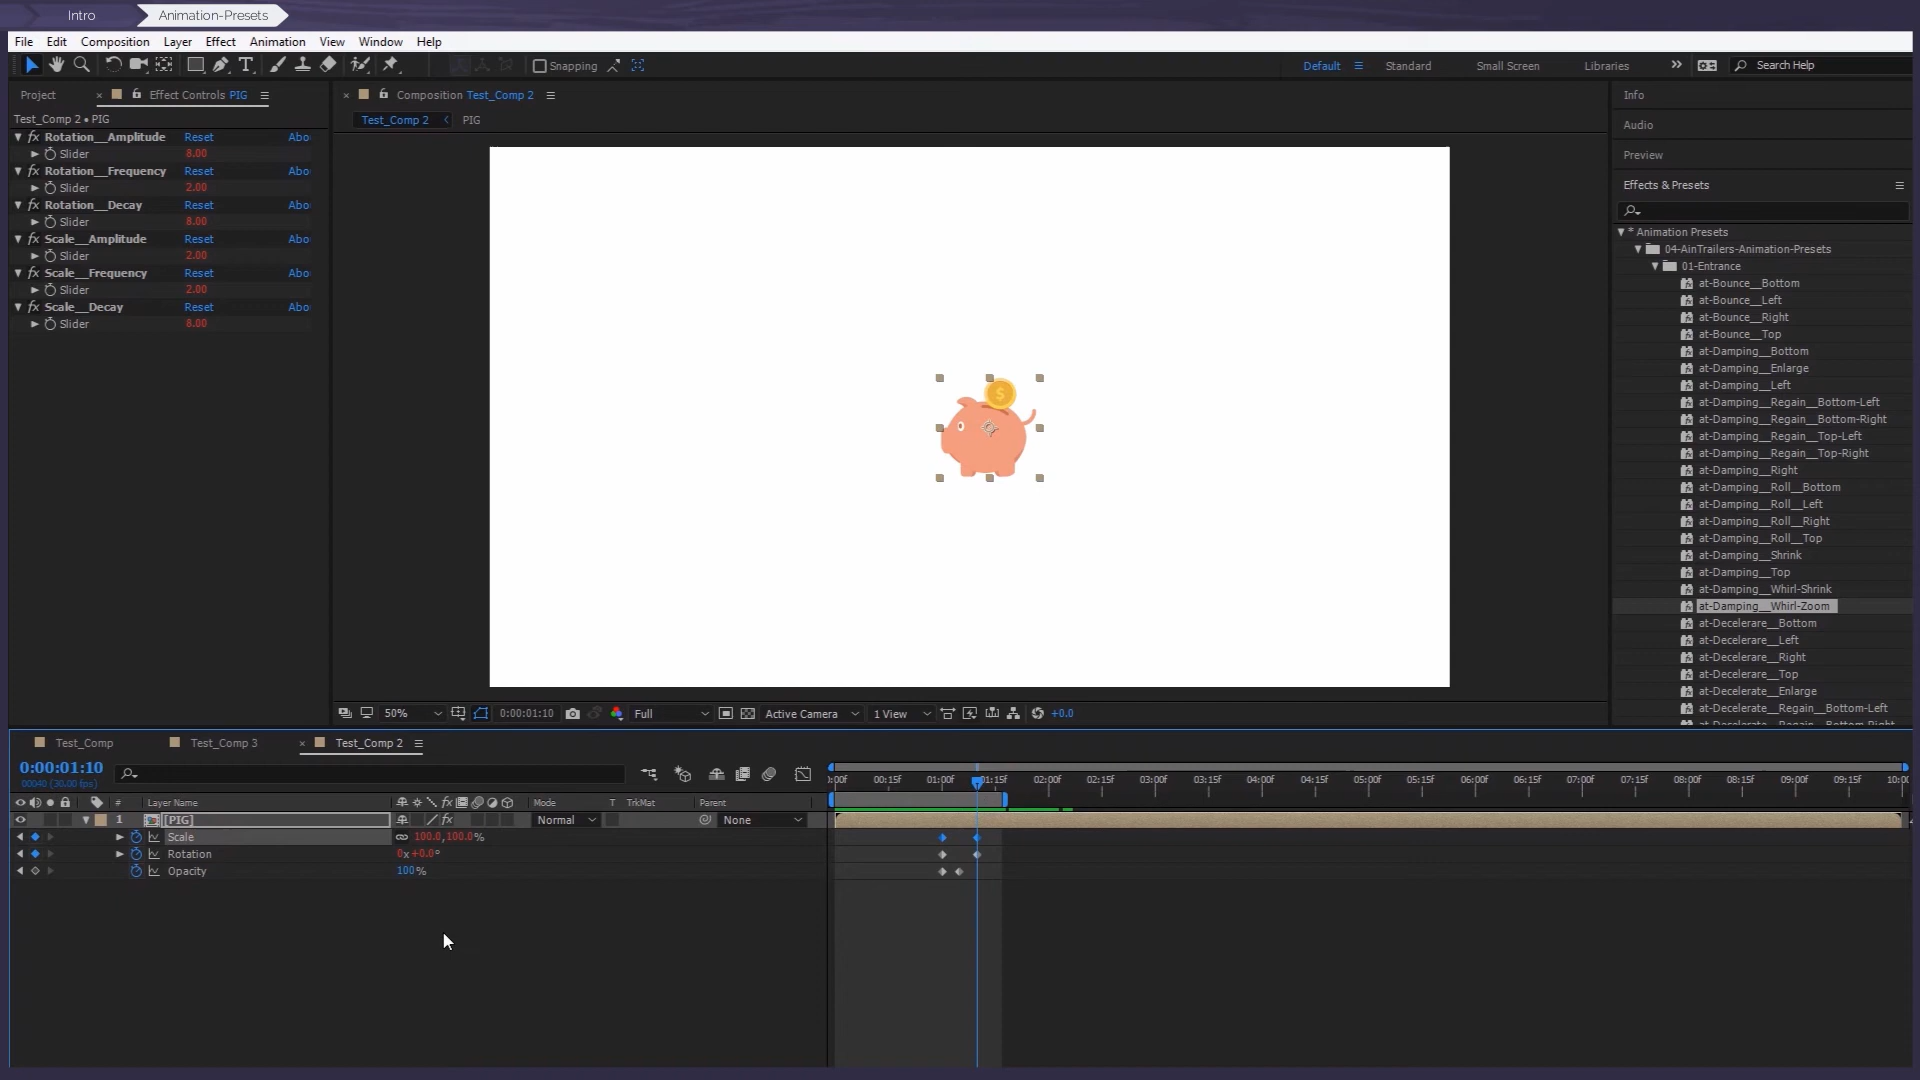 Intro
Animation-Presets
File Edit Composition Layer Effect Animation View Window Help
Snapping
Default Standard Small Screen Libraries Search Help
Project Effect Controls PIG
Test_Comp 2 • PIG
Rotation__Amplitude Reset Abo
Slider 8.00
Rotation__Frequency Reset Abo
Slider 2.00
Rotation__Decay Reset Abo
Slider 8.00
Scale__Amplitude Reset Abo
Slider 2.00
Scale__Frequency Reset Abo
Slider 2.00
Scale__Decay Reset Abo
Slider 8.00
Composition Test_Comp 2
Test_Comp 2 PIG
$
50% 0:00:01:10 Full Active Camera 1 View +0.0
Info
Audio
Preview
Effects & Presets
* Animation Presets
04-AinTrailers-Animation-Presets
01-Entrance
at-Bounce__Bottom
at-Bounce__Left
at-Bounce__Right
at-Bounce__Top
at-Damping__Bottom
at-Damping__Enlarge
at-Damping__Left
at-Damping__Regain__Bottom-Left
at-Damping__Regain__Bottom-Right
at-Damping__Regain__Top-Left
at-Damping__Regain__Top-Right
at-Damping__Right
at-Damping__Roll__Bottom
at-Damping__Roll__Left
at-Damping__Roll__Right
at-Damping__Roll__Top
at-Damping__Shrink
at-Damping__Top
at-Damping__Whirl-Shrink
at-Damping__Whirl-Zoom
at-Decelerare__Bottom
at-Decelerare__Left
at-Decelerare__Right
at-Decelerare__Top
at-Decelerate__Enlarge
at-Decelerate__Regain__Bottom-Left
at-Decelerate__Regain__Bottom-Right
Test_Comp Test_Comp 3 Test_Comp 2
0:00:01:10
00040 (30.00 fps)
:00f 00:15f 01:00f 01:15f 02:00f 02:15f 03:00f 03:15f 04:00f 04:15f 05:00f 05:15f 06:00f 06:15f 07:00f 07:15f 08:00f 08:15f 09:00f 09:15f 10:00
# Layer Name Mode T TrkMat Parent
1 [PIG] Normal None
Scale 100.0,100.0%
Rotation 0x+0.0°
Opacity 100%